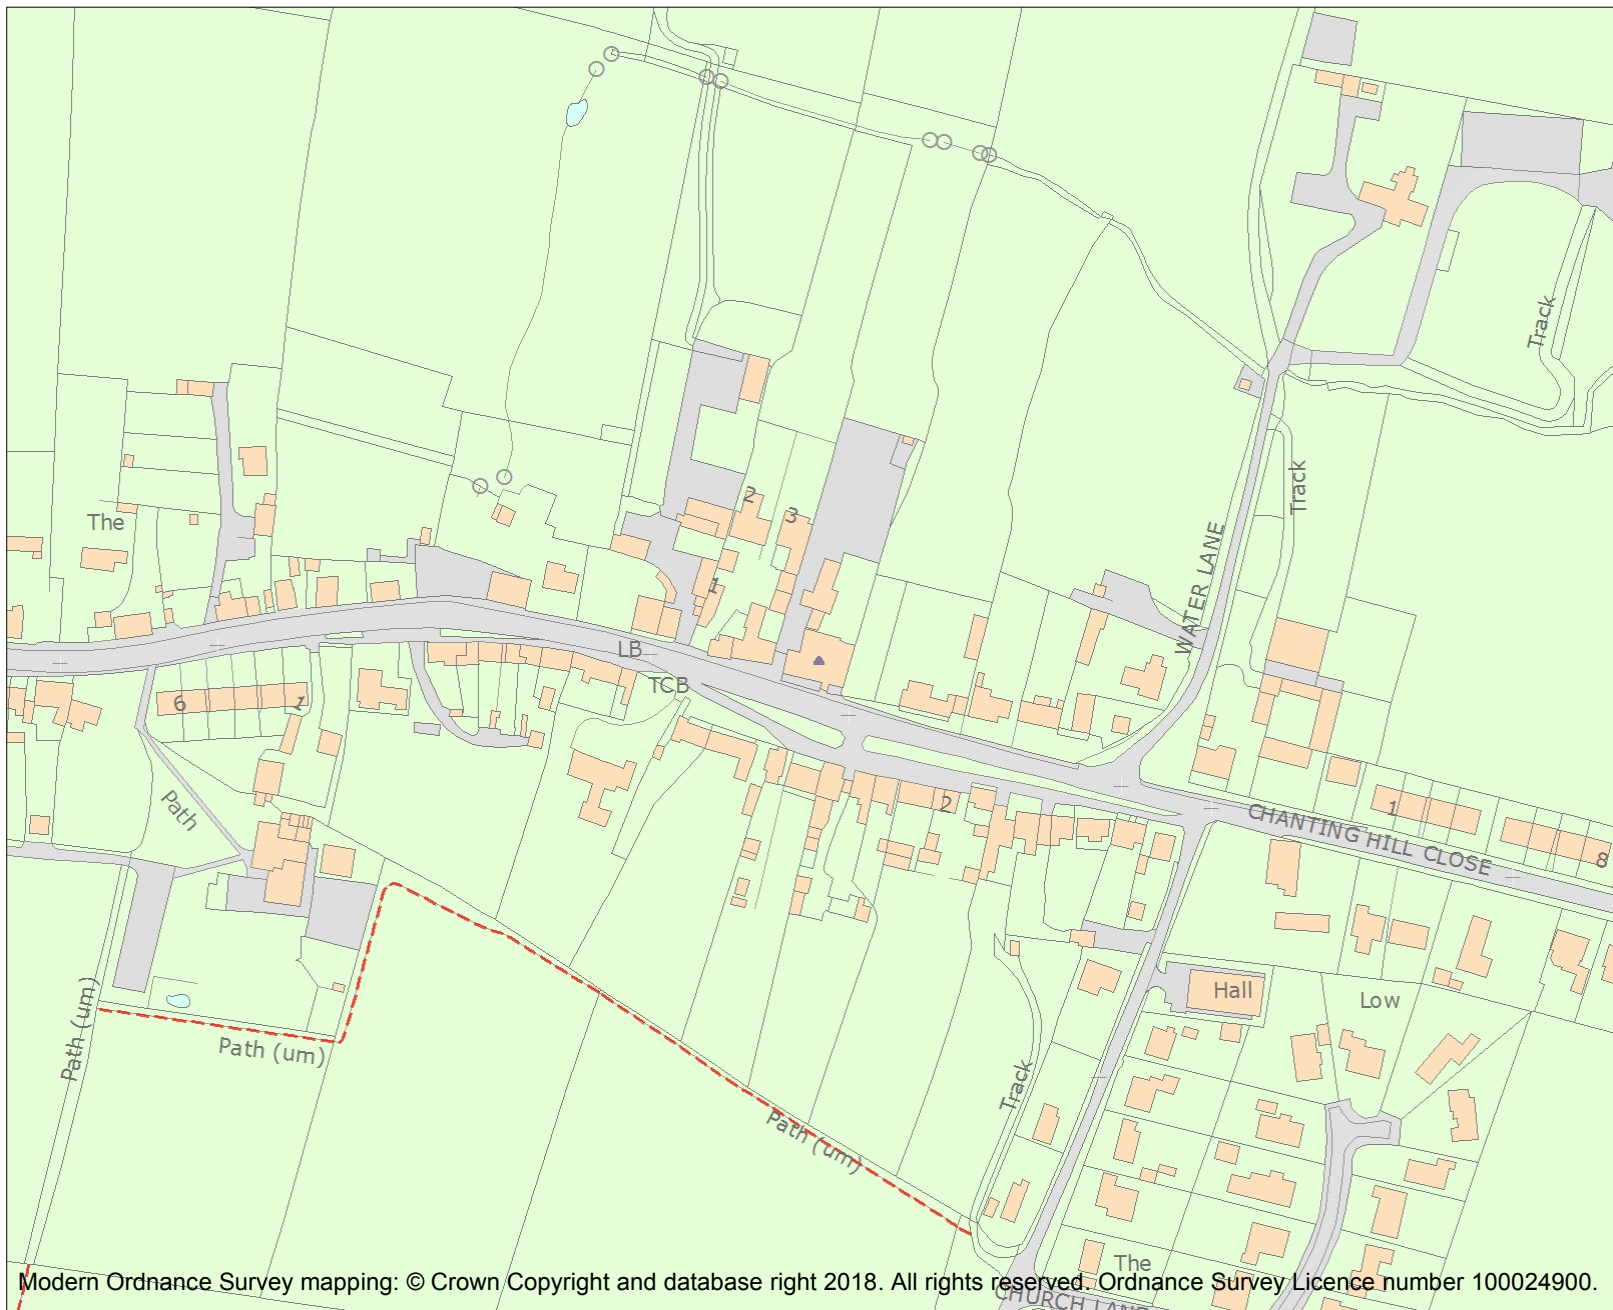 Track
Track
The
2
3
WATER LANE
1
LB
TCB
6
1
Path
2
CHANTING HILL CLOSE
1
8
Hall
Low
Path (um)
Path (um)
Track
Path (um)
The
Modern Ordnance Survey mapping: © Crown Copyright and database right 2018. All rights reserved. Ordnance Survey Licence number 100024900.
CHURCH LANE